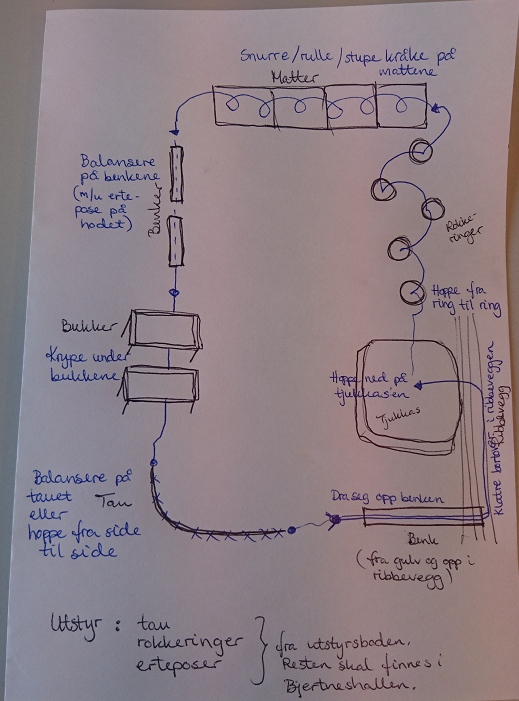 Snurre/rulle/stupe kråke på
mattene
Matter
Balansere
på benkene
(m/u erte-
pose på
hodet)
Benker
Rokke-
ringer
Hoppe fra
ring til ring
Bukker
Krype under
bukkene
Hoppe ned på
tjukkasen
Tjukkas
Klatre bortover i ribbeveggen
Ribbevegg
Balansere på
tauet
eller
hoppe fra side
til side
Tau
Dra seg opp benken
Benk
(fra gulv og opp i
ribbevegg)
Utstyr : tau
rokkeringer
erteposer
fra utstyrsboden.
Resten skal finnes i
Bjertneshallen.